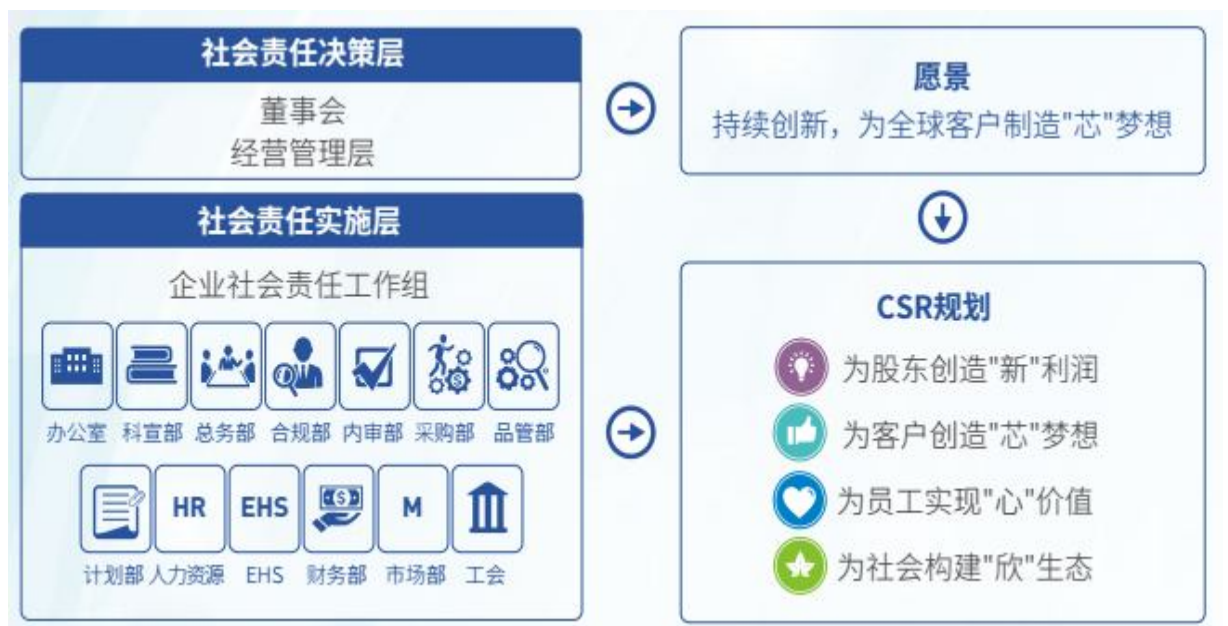 社会责任决策层
董事会
经营管理层
社会责任实施层
企业社会责任工作组
办公室 科宣部 总务部 合规部 内审部 采购部 品管部
HR EHS M
计划部 人力资源 EHS 财务部 市场部 工会
愿景
持续创新，为全球客户制造"芯"梦想
CSR规划
为股东创造"新"利润
为客户创造"芯"梦想
为员工实现"心"价值
为社会构建"欣"生态